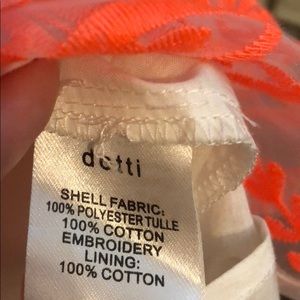 dotti
SHELL FABRIC:
100% POLYESTER TULLE
100% COTTON
EMBROIDERY
LINING:
100% COTTON